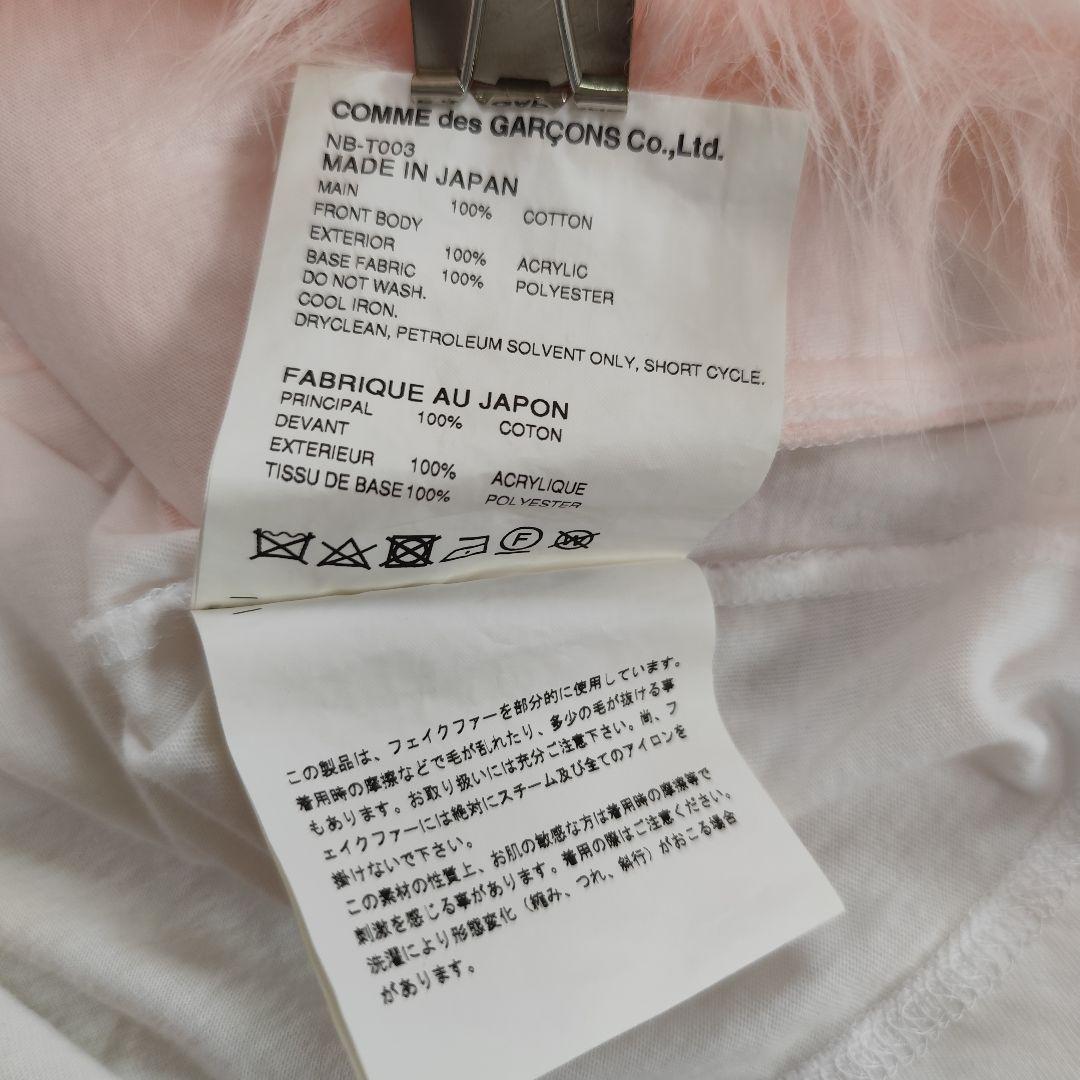 COMME des GARÇONS Co.,Ltd.
NB-T003
MADE IN JAPAN
MAIN 100% COTTON
FRONT BODY
EXTERIOR 100% ACRYLIC
BASE FABRIC 100% POLYESTER
DO NOT WASH.
COOL IRON.
DRYCLEAN, PETROLEUM SOLVENT ONLY, SHORT CYCLE.
FABRIQUE AU JAPON
PRINCIPAL 100% COTON
DEVANT
EXTERIEUR 100% ACRYLIQUE
TISSU DE BASE 100% POLYESTER
F W
この製品は、フェイクファーを部分的に使用しています。
着用時の摩擦などで毛が乱れたり、多少の毛が抜ける事
もあります。お取り扱いには充分ご注意下さい。尚、フ
ェイクファーには絶対にスチーム及び全てのアイロンを
掛けないで下さい。
この素材の性質上、お肌の敏感な方は着用時の摩擦等で
刺激を感じる事があります。着用の際はご注意ください。
洗濯により形態変化（縮み、つれ、斜行）がおこる場合
があります。